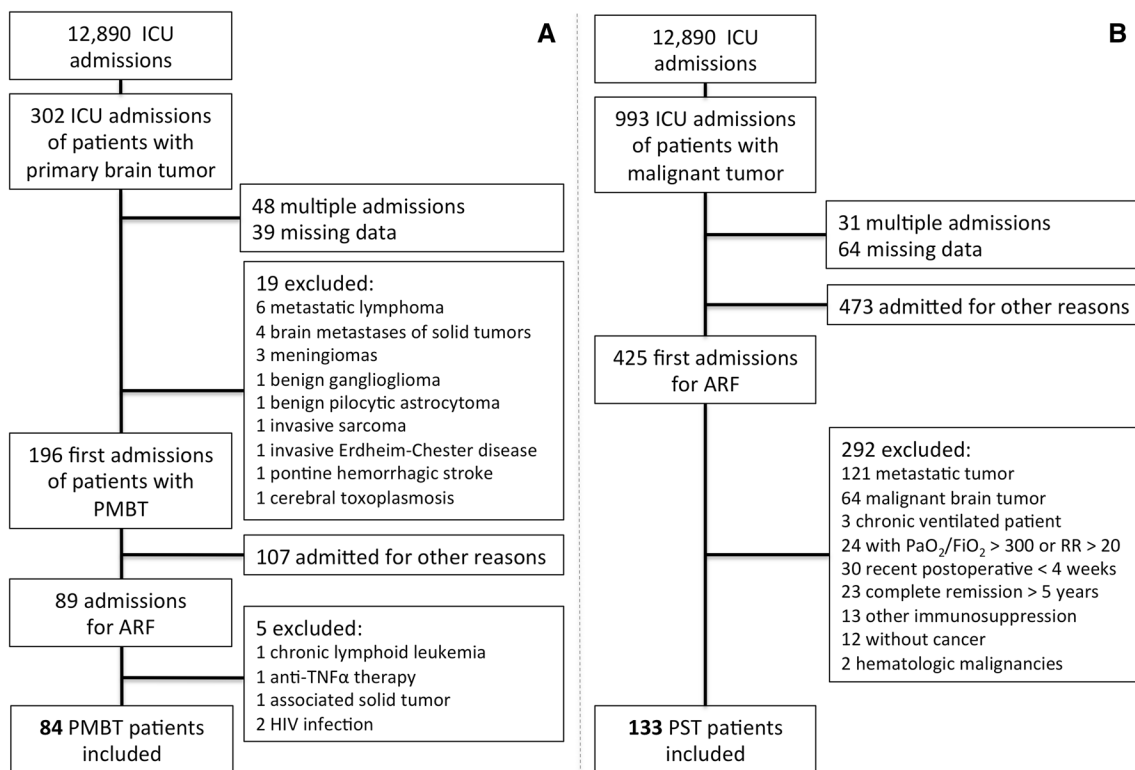 A
12,890 ICU
admissions
302 ICU admissions
of patients with
primary brain tumor
48 multiple admissions
39 missing data
19 excluded:
6 metastatic lymphoma
4 brain metastases of solid tumors
3 meningiomas
1 benign ganglioglioma
1 benign pilocytic astrocytoma
1 invasive sarcoma
1 invasive Erdheim-Chester disease
1 pontine hemorrhagic stroke
1 cerebral toxoplasmosis
196 first admissions
of patients with
PMBT
107 admitted for other reasons
89 admissions
for ARF
5 excluded:
1 chronic lymphoid leukemia
1 anti-TNFα therapy
1 associated solid tumor
2 HIV infection
84 PMBT patients
included
B
12,890 ICU
admissions
993 ICU admissions
of patients with
malignant tumor
31 multiple admissions
64 missing data
473 admitted for other reasons
425 first admissions
for ARF
292 excluded:
121 metastatic tumor
64 malignant brain tumor
3 chronic ventilated patient
24 with PaO₂/FiO₂ > 300 or RR > 20
30 recent postoperative < 4 weeks
23 complete remission > 5 years
13 other immunosuppression
12 without cancer
2 hematologic malignancies
133 PST patients
included